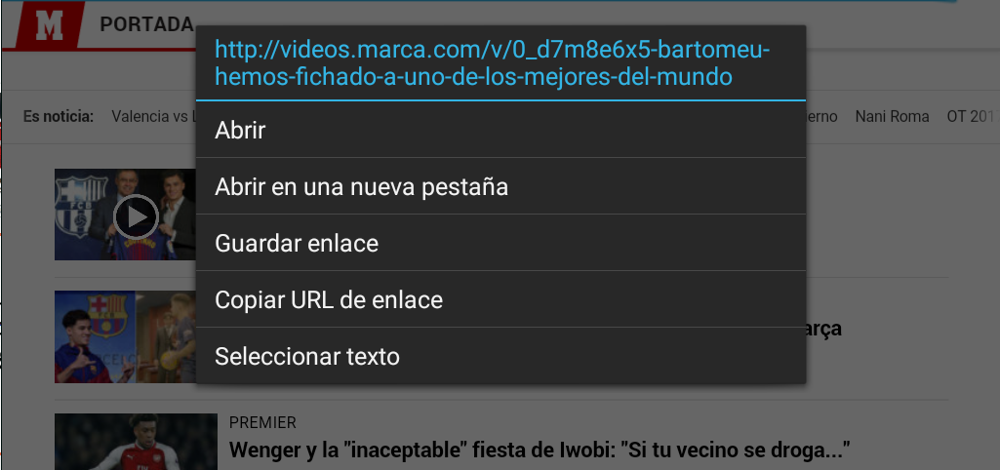 M
PORTADA
http://videos.marca.com/v/0_d7m8e6x5-bartomeu-
hemos-fichado-a-uno-de-los-mejores-del-mundo
Es noticia: Valencia vs erno Nani Roma OT 201
Abrir
Abrir en una nueva pestaña
Guardar enlace
Copiar URL de enlace
arça
Seleccionar texto
PREMIER
Wenger y la "inaceptable" fiesta de Iwobi: "Si tu vecino se droga..."